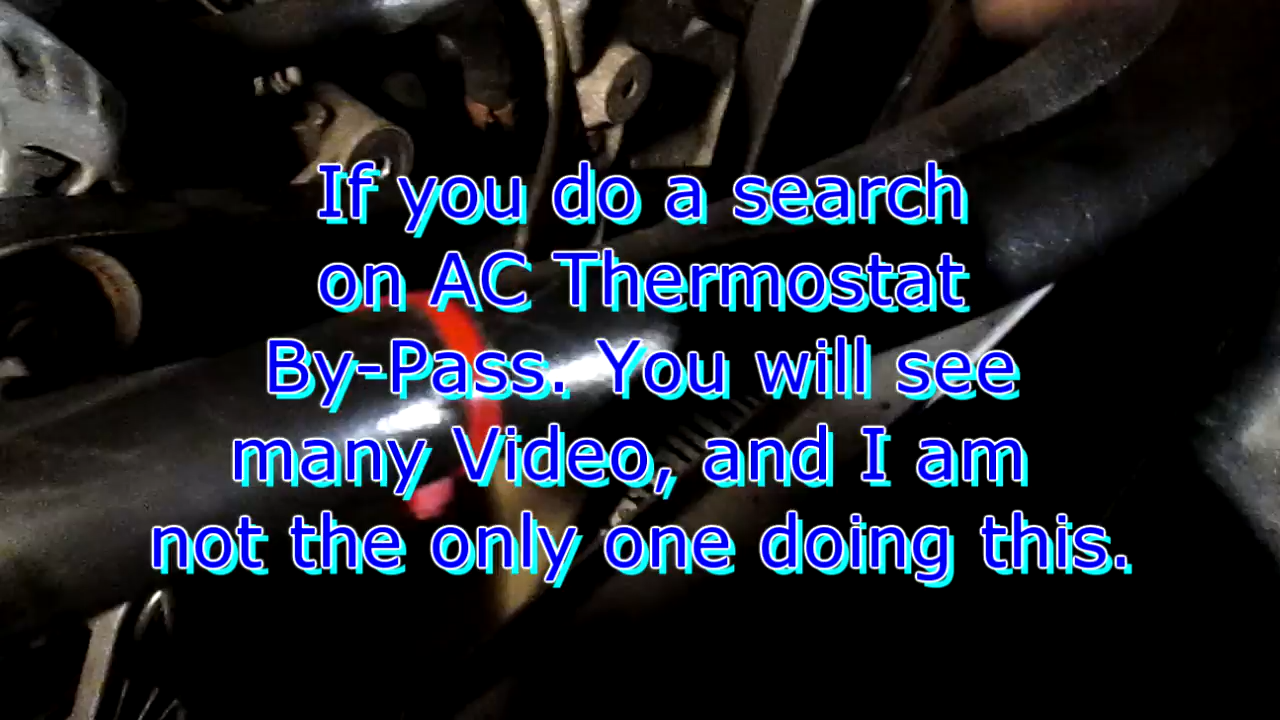 If you do a search
on AC Thermostat
By-Pass. You will see
many Video, and I am
not the only one doing this.